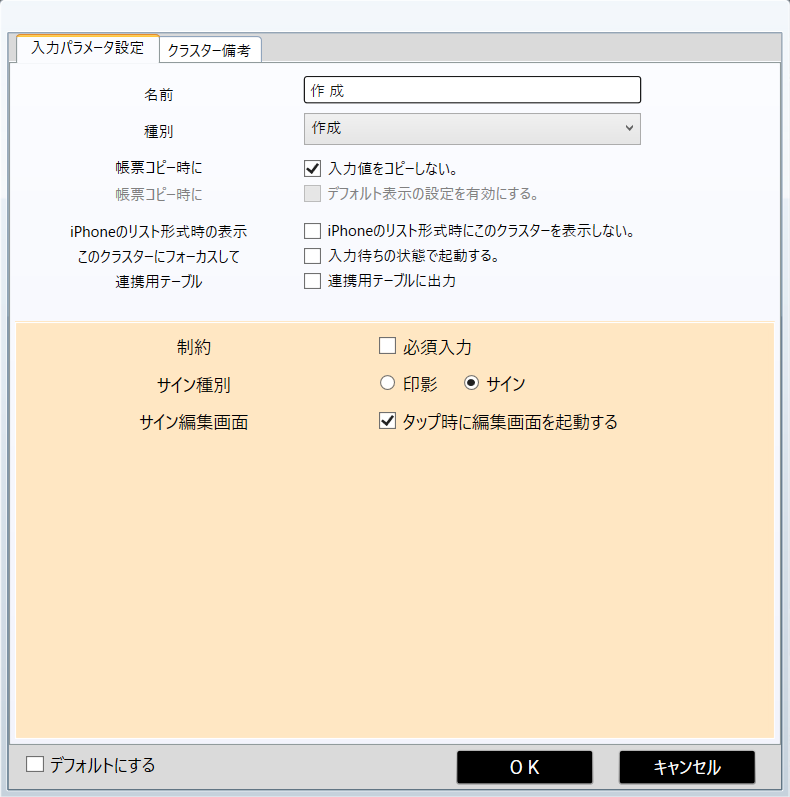 入力パラメータ設定 クラスター備考
名前 作 成
種別 作成
帳票コピー時に 入力値をコピーしない。
帳票コピー時に デフォルト表示の設定を有効にする。
iPhoneのリスト形式時の表示 iPhoneのリスト形式時にこのクラスターを表示しない。
このクラスターにフォーカスして 入力待ちの状態で起動する。
連携用テーブル 連携用テーブルに出力
制約 必須入力
サイン種別 印影 サイン
サイン編集画面 タップ時に編集画面を起動する
デフォルトにする OK キャンセル